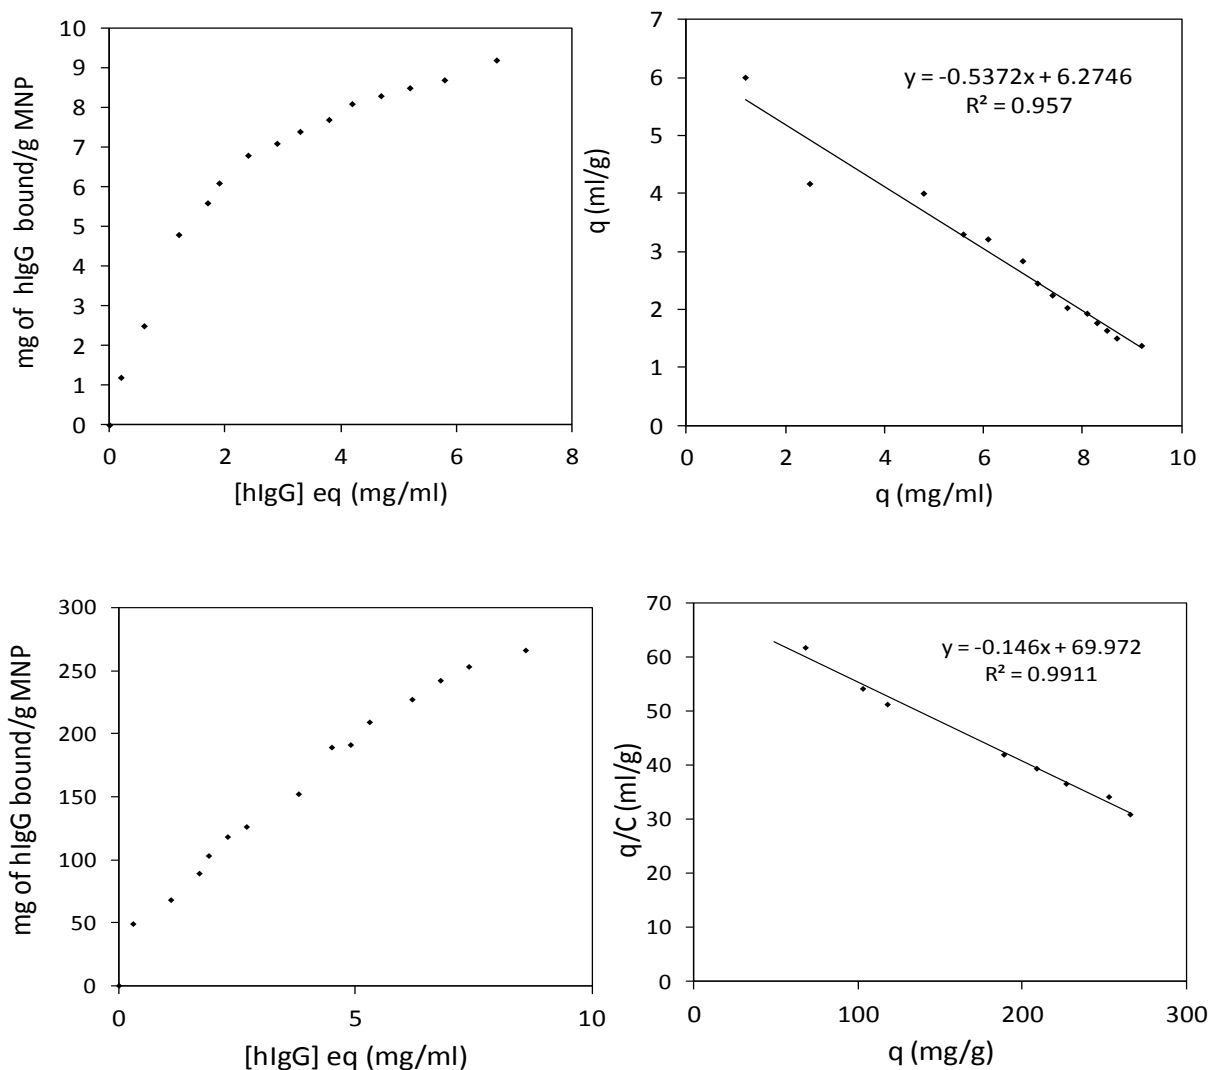 mg of hIgG bound/g MNP
10
9
8
7
6
5
4
3
2
1
0
0 2 4 6 8
[hIgG] eq (mg/ml)
q (ml/g)
7
6
5
4
3
2
1
0
y = -0.5372x + 6.2746
R² = 0.957
0 2 4 6 8 10
q (mg/ml)
mg of hIgG bound/g MNP
300
250
200
150
100
50
0
0 5 10
[hIgG] eq (mg/ml)
q/C (ml/g)
70
60
50
40
30
20
10
0
y = -0.146x + 69.972
R² = 0.9911
0 100 200 300
q (mg/g)